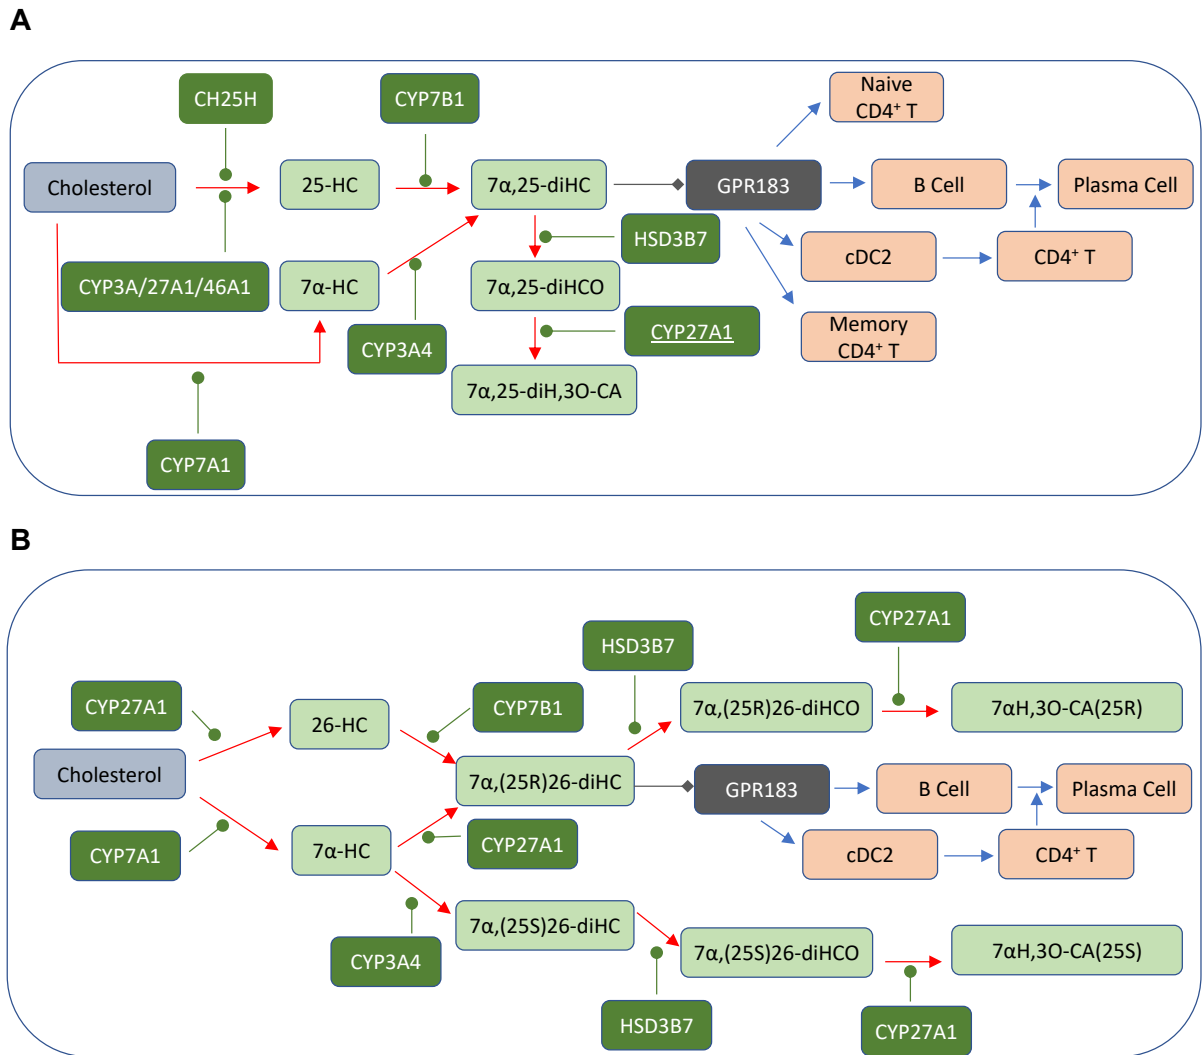 A
CH25H
CYP7B1
Naive
CD4⁺ T
Cholesterol
25-HC
7α,25-diHC
GPR183
B Cell
Plasma Cell
HSD3B7
CYP3A/27A1/46A1
7α-HC
7α,25-diHCO
cDC2
CD4⁺ T
CYP3A4
CYP27A1
Memory
CD4⁺ T
7α,25-diH,3O-CA
CYP7A1
B
CYP27A1
HSD3B7
CYP27A1
26-HC
CYP7B1
7α,(25R)26-diHCO
7αH,3O-CA(25R)
Cholesterol
7α,(25R)26-diHC
GPR183
B Cell
Plasma Cell
CYP7A1
7α-HC
CYP27A1
cDC2
CD4⁺ T
7α,(25S)26-diHC
CYP3A4
7α,(25S)26-diHCO
7αH,3O-CA(25S)
HSD3B7
CYP27A1